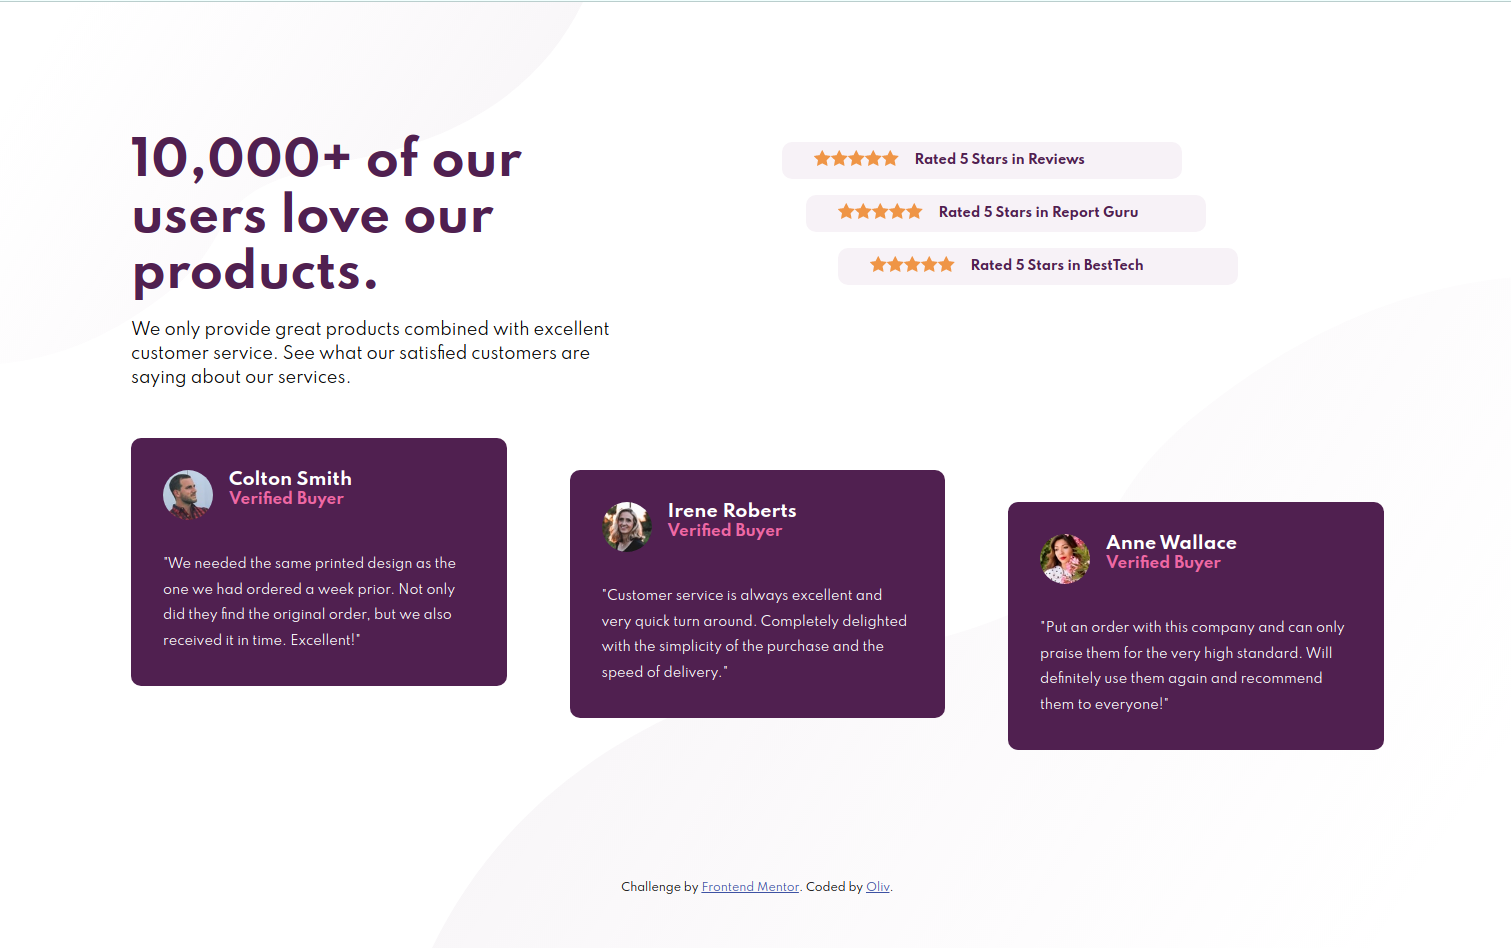 10,000+ of our
users love our
products.
We only provide great products combined with excellent
customer service. See what our satisfied customers are
saying about our services.
Rated 5 Stars in Reviews
Rated 5 Stars in Report Guru
Rated 5 Stars in BestTech
Colton Smith
Verified Buyer
"We needed the same printed design as the
one we had ordered a week prior. Not only
did they find the original order, but we also
received it in time. Excellent!"
Irene Roberts
Verified Buyer
"Customer service is always excellent and
very quick turn around. Completely delighted
with the simplicity of the purchase and the
speed of delivery."
Anne Wallace
Verified Buyer
"Put an order with this company and can only
praise them for the very high standard. Will
definitely use them again and recommend
them to everyone!"
Challenge by Frontend Mentor. Coded by Oliv.